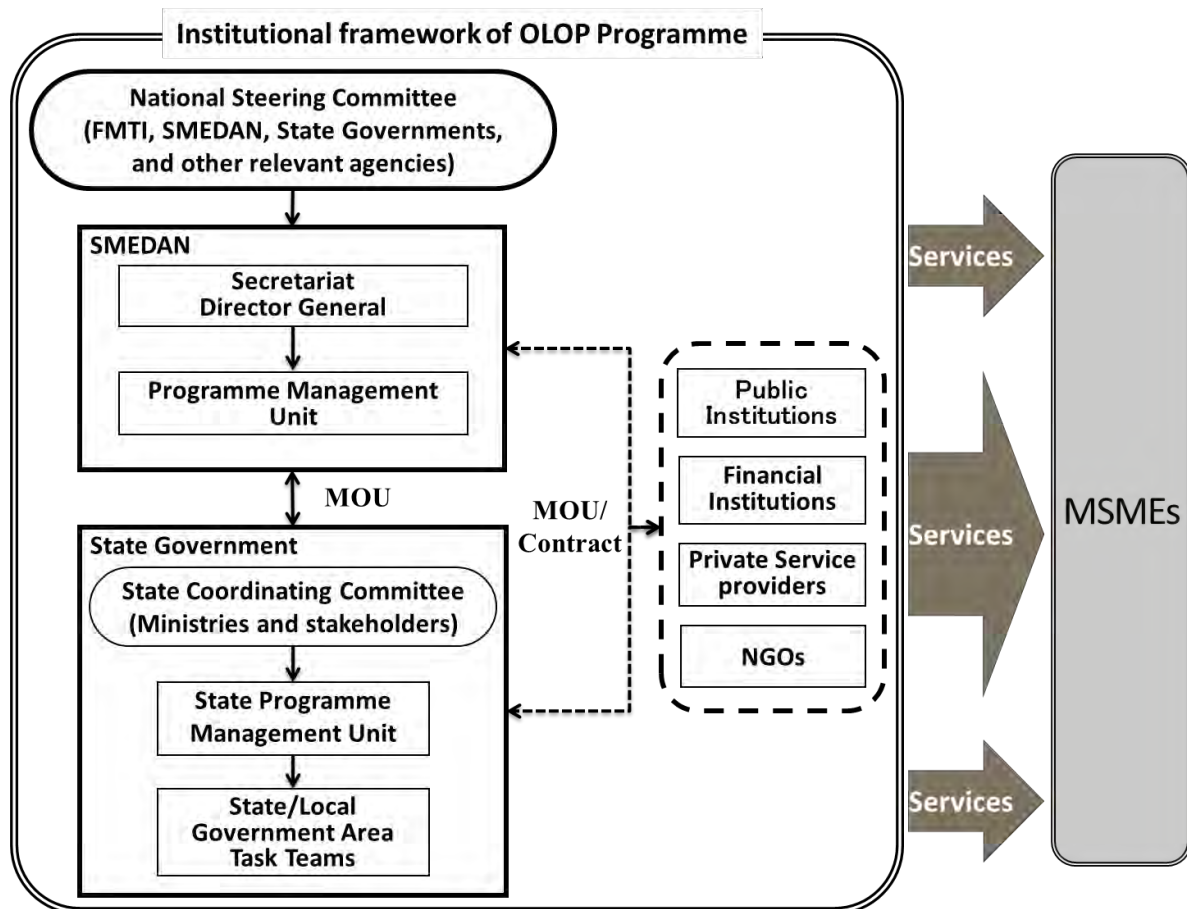 Institutional framework of OLOP Programme
National Steering Committee
(FMTI, SMEDAN, State Governments,
and other relevant agencies)
SMEDAN
Secretariat
Director General
Programme Management
Unit
MOU
State Government
State Coordinating Committee
(Ministries and stakeholders)
State Programme
Management Unit
State/Local
Government Area
Task Teams
MOU/
Contract
Public
Institutions
Financial
Institutions
Private Service
providers
NGOs
Services
Services
Services
MSMEs